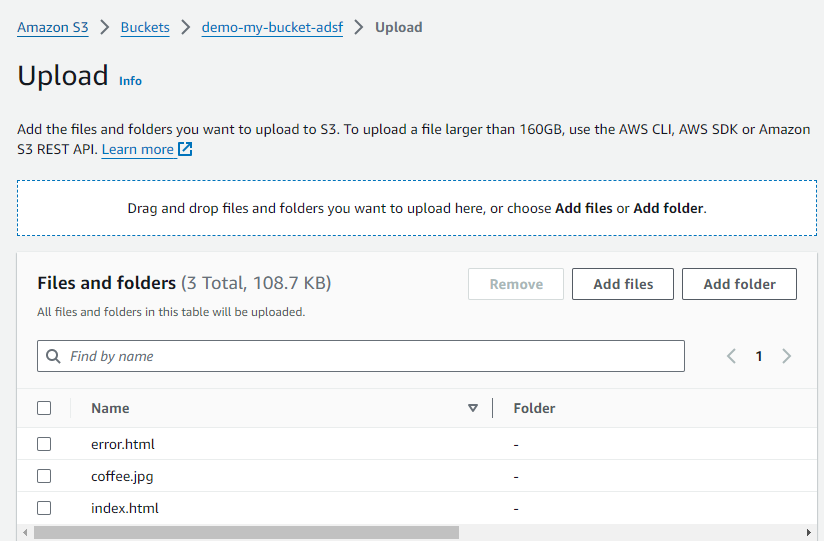 Amazon S3 > Buckets > demo-my-bucket-adsf > Upload
Upload Info
Add the files and folders you want to upload to S3. To upload a file larger than 160GB, use the AWS CLI, AWS SDK or Amazon
S3 REST API. Learn more
Drag and drop files and folders you want to upload here, or choose Add files or Add folder.
Files and folders (3 Total, 108.7 KB)
Remove Add files Add folder
All files and folders in this table will be uploaded.
Find by name
1
Name Folder
error.html -
coffee.jpg -
index.html -